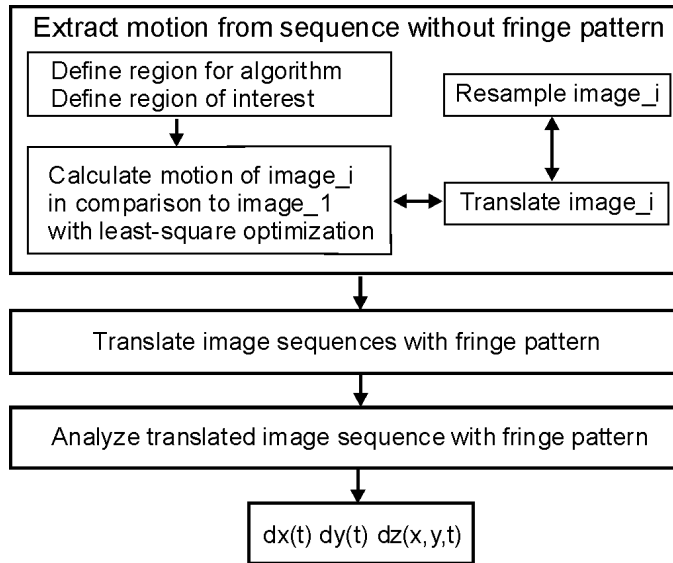 Extract motion from sequence without fringe pattern
Define region for algorithm
Define region of interest
Resample image_i
Calculate motion of image_i
in comparison to image_1
with least-square optimization
Translate image_i
Translate image sequences with fringe pattern
Analyze translated image sequence with fringe pattern
dx(t) dy(t) dz(x,y,t)